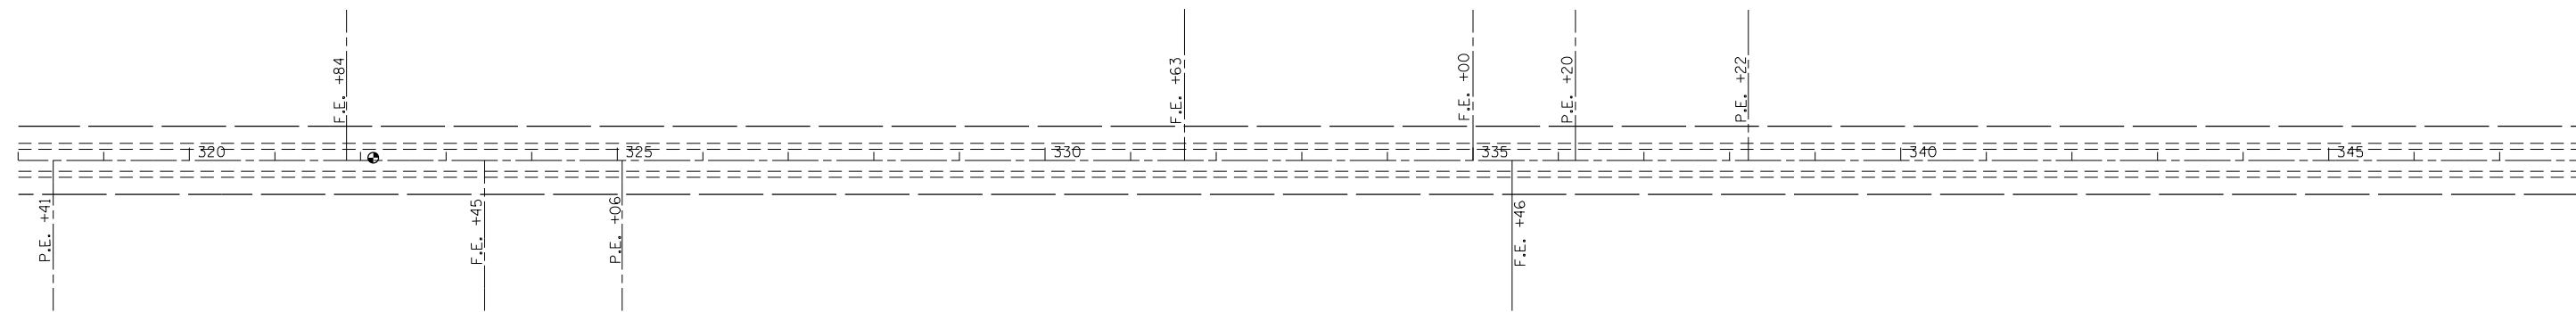 F.E. +84
F.E. +63
F.E. +00
P.E. +20
P.E. +22
320
325
330
335
340
345
P.E. +41
F.E. +45
P.E. +06
F.E. +46